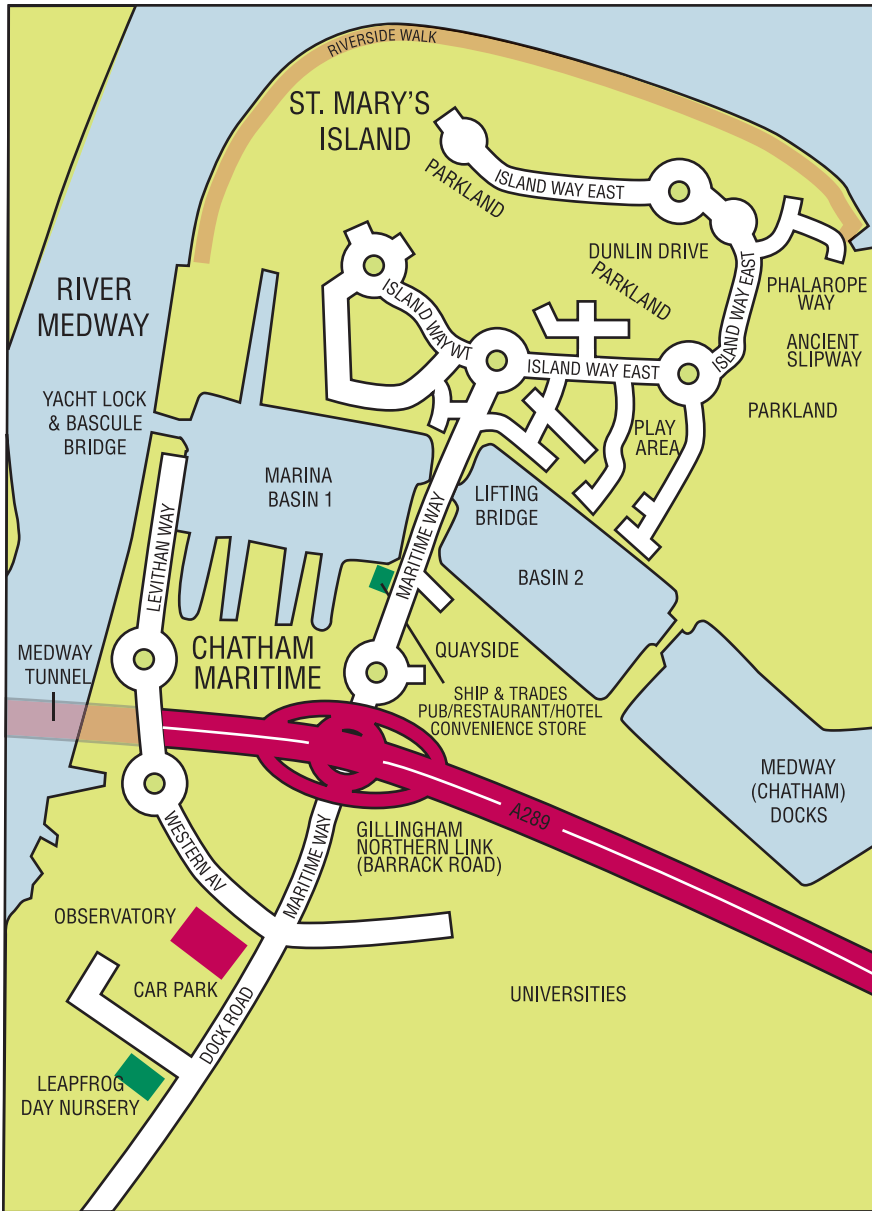 RIVERSIDE WALK
ST. MARY'S
ISLAND
PARKLAND
ISLAND WAY EAST
DUNLIN DRIVE
PARKLAND
ISLAND WAY EAST
PHALAROPE
WAY
ANCIENT
SLIPWAY
PARKLAND
RIVER
MEDWAY
ISLAND WAY WT
ISLAND WAY EAST
PLAY
AREA
YACHT LOCK
& BASCULE
BRIDGE
MARINA
BASIN 1
LIFTING
BRIDGE
BASIN 2
LEVITHAN WAY
MARITIME WAY
MEDWAY
TUNNEL
CHATHAM
MARITIME
QUAYSIDE
SHIP & TRADES
PUB/RESTAURANT/HOTEL
CONVENIENCE STORE
MEDWAY
(CHATHAM)
DOCKS
A289
GILLINGHAM
NORTHERN LINK
(BARRACK ROAD)
WESTERN AV
MARITIME WAY
OBSERVATORY
CAR PARK
UNIVERSITIES
DOCK ROAD
LEAPFROG
DAY NURSERY